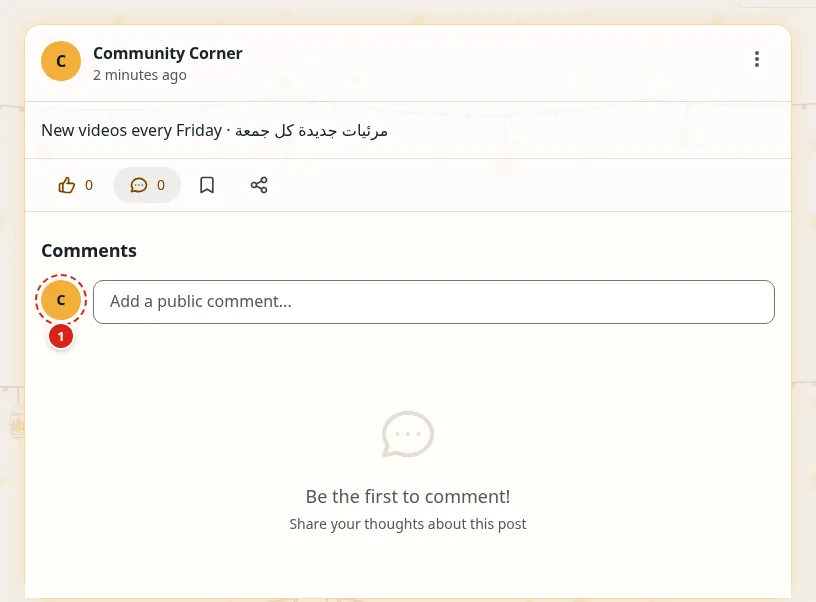 C
Community Corner
2 minutes ago
New videos every Friday · مرئيات جديدة كل جمعة
0
0
Comments
C
Add a public comment...
1
Be the first to comment!
Share your thoughts about this post